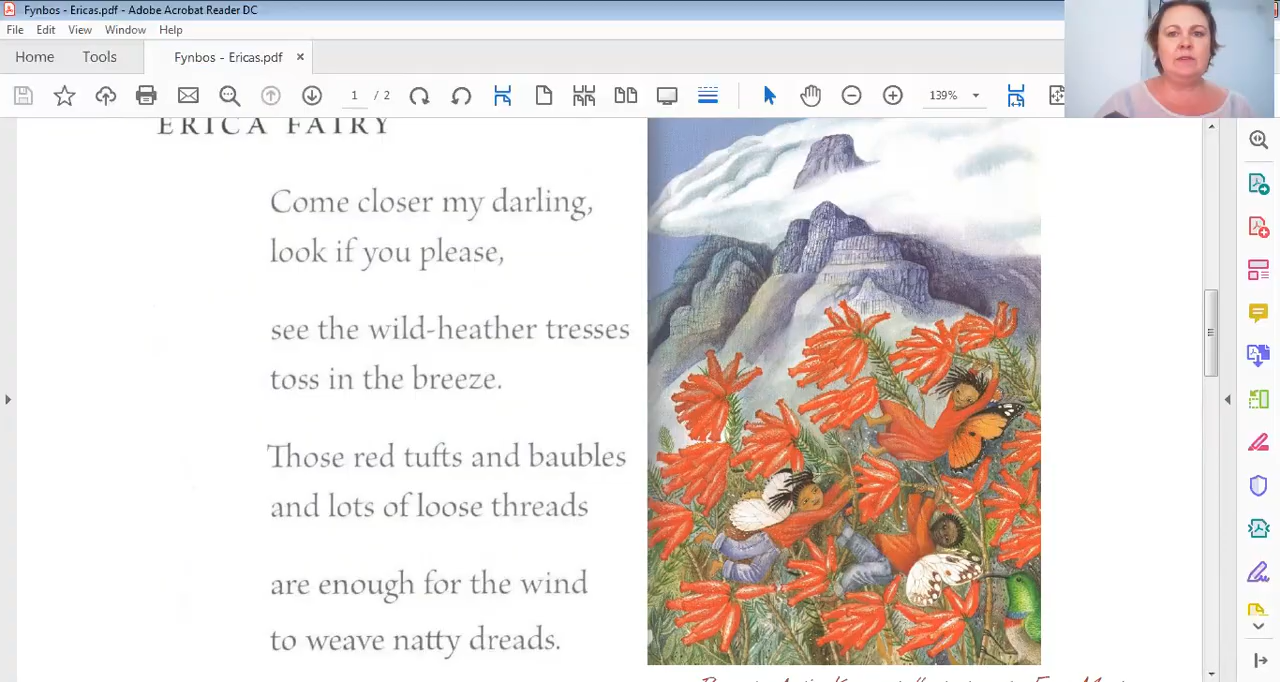 Fynbos - Ericas.pdf - Adobe Acrobat Reader DC
File Edit View Window Help
Home Tools Fynbos - Ericas.pdf ×
1 / 2 139%
ERICA FAIRY
Come closer my darling,
look if you please,
see the wild-heather tresses
toss in the breeze.
Those red tufts and baubles
and lots of loose threads
are enough for the wind
to weave natty dreads.